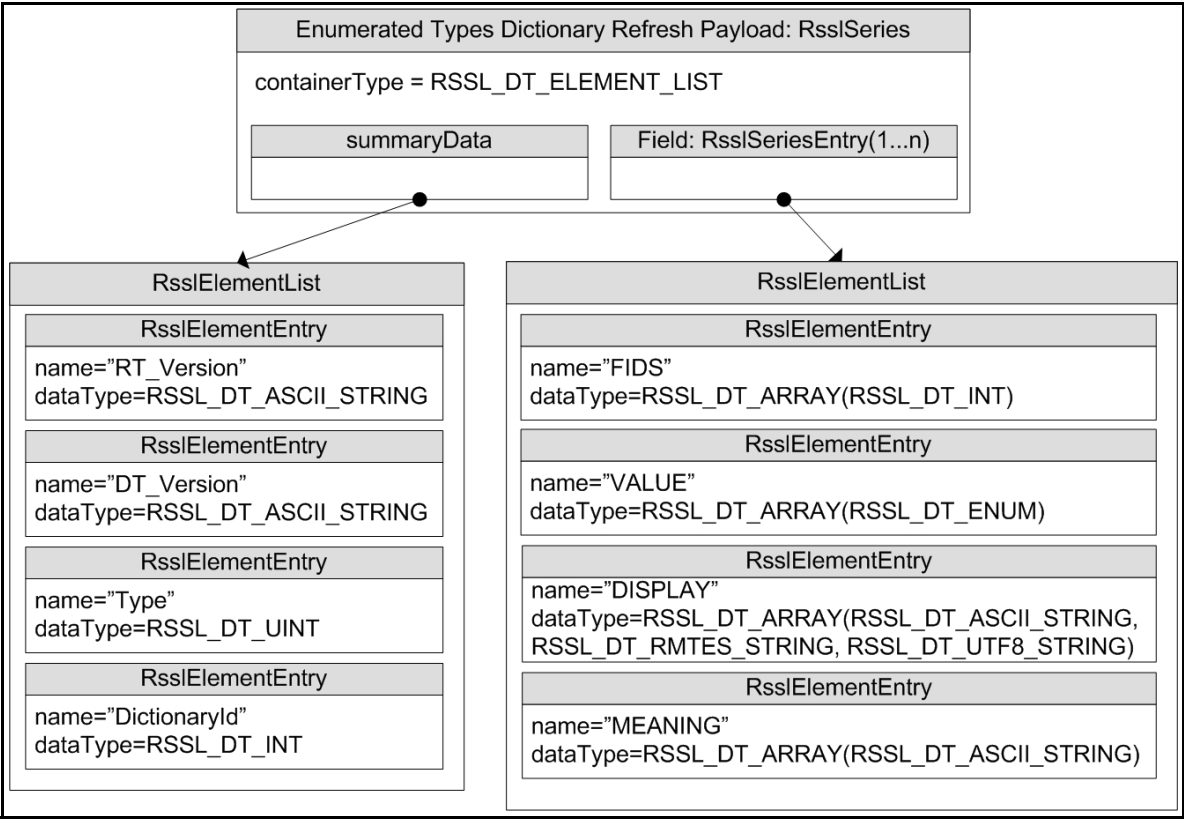 Enumerated Types Dictionary Refresh Payload: RsslSeries
containerType = RSSL_DT_ELEMENT_LIST
summaryData
Field: RsslSeriesEntry(1...n)
RsslElementList
RsslElementEntry
name=”RT_Version”
dataType=RSSL_DT_ASCII_STRING
RsslElementEntry
name=”DT_Version”
dataType=RSSL_DT_ASCII_STRING
RsslElementEntry
name=”Type”
dataType=RSSL_DT_UINT
RsslElementEntry
name=”DictionaryId”
dataType=RSSL_DT_INT
RsslElementList
RsslElementEntry
name=”FIDS”
dataType=RSSL_DT_ARRAY(RSSL_DT_INT)
RsslElementEntry
name=”VALUE”
dataType=RSSL_DT_ARRAY(RSSL_DT_ENUM)
RsslElementEntry
name=”DISPLAY”
dataType=RSSL_DT_ARRAY(RSSL_DT_ASCII_STRING,
RSSL_DT_RMTES_STRING, RSSL_DT_UTF8_STRING)
RsslElementEntry
name=”MEANING”
dataType=RSSL_DT_ARRAY(RSSL_DT_ASCII_STRING)